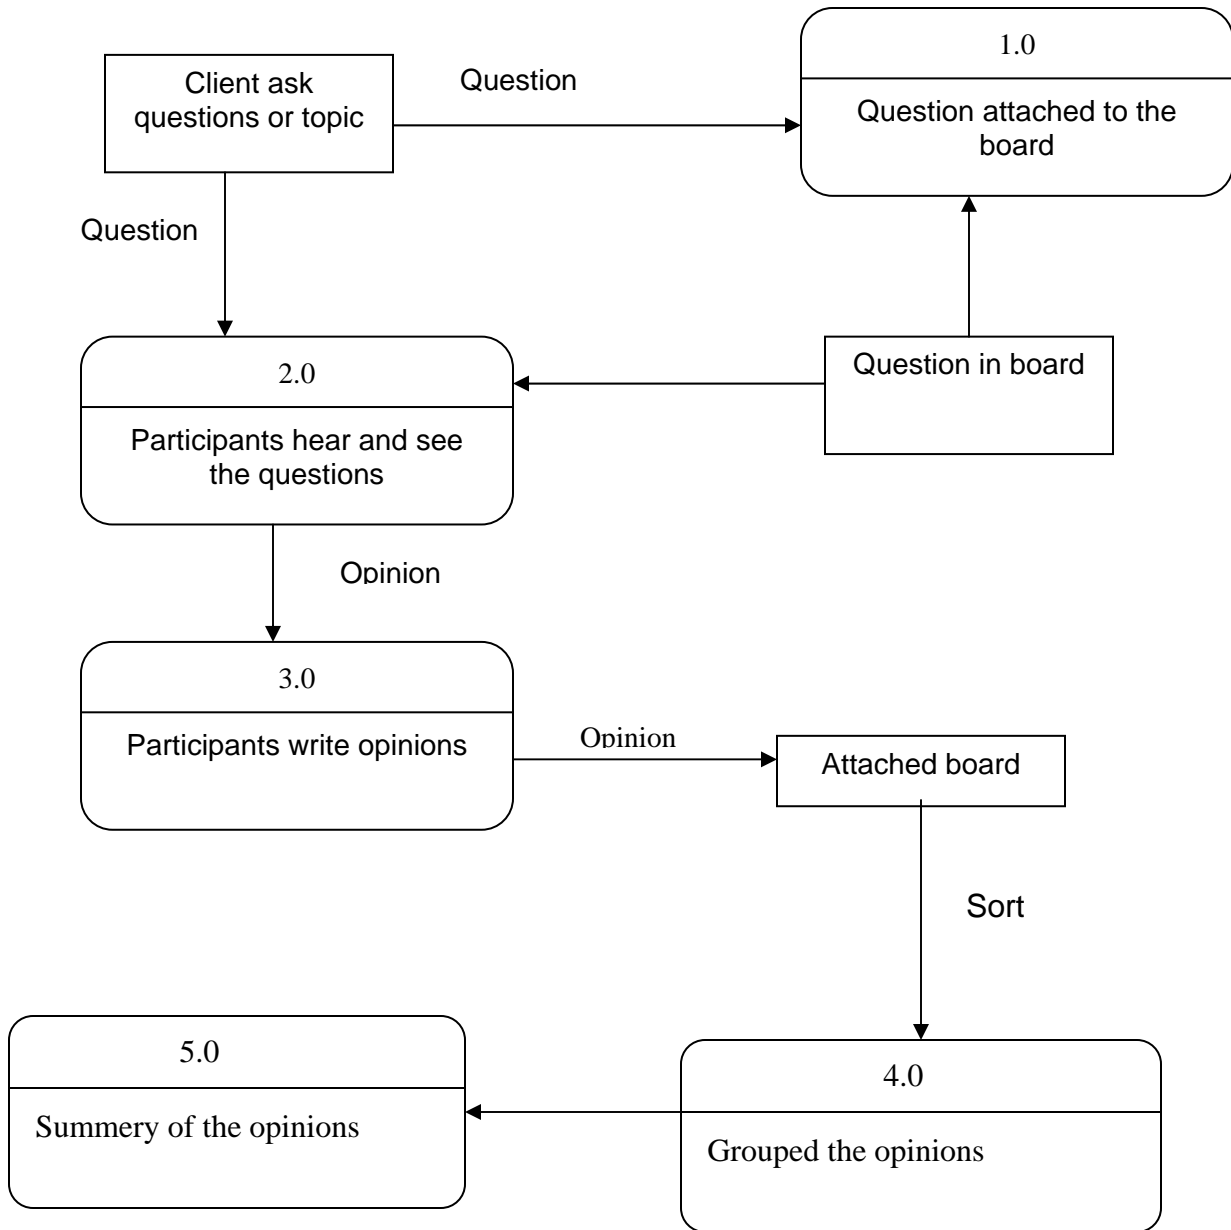 Client ask
questions or topic
Question
1.0
Question attached to the
board
Question
2.0
Participants hear and see
the questions
Question in board
Opinion
3.0
Participants write opinions
Opinion
Attached board
Sort
5.0
Summery of the opinions
4.0
Grouped the opinions